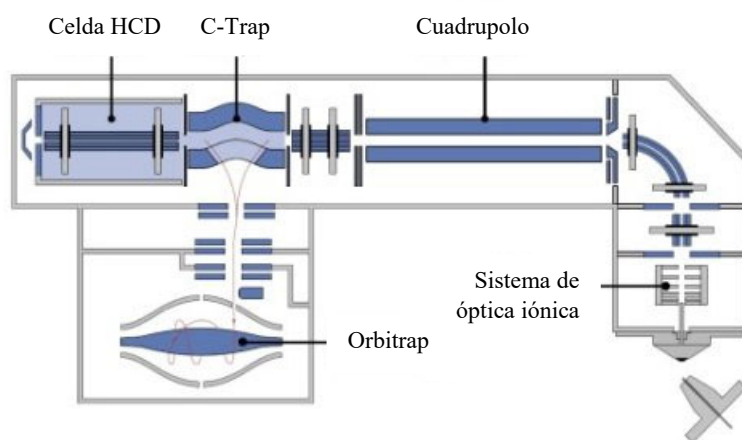 Celda HCD
C-Trap
Cuadrupolo
Sistema de
óptica iónica
Orbitrap